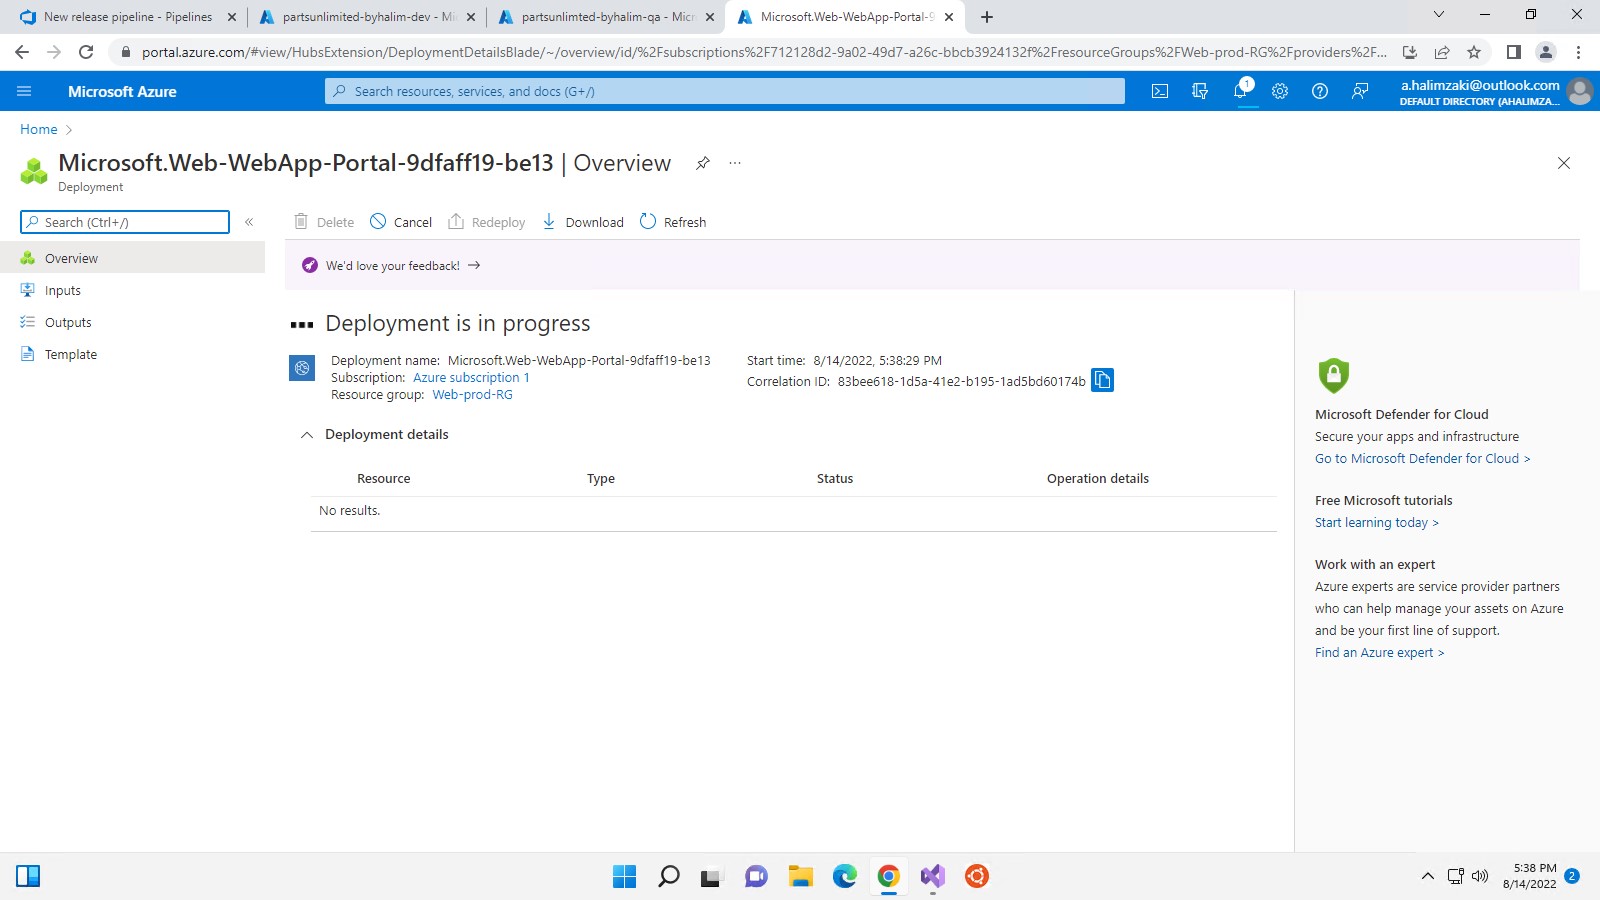 New release pipeline - Pipelines
partsunlimited-byhalim-dev - Mi
partsunlimted-byhalim-qa - Micr
Microsoft.Web-WebApp-Portal-9
portal.azure.com/#view/HubsExtension/DeploymentDetailsBlade/~/overview/id/%2Fsubscriptions%2F712128d2-9a02-49d7-a26c-bbcb3924132f%2FresourceGroups%2FWeb-prod-RG%2Fproviders%2F...
Microsoft Azure
Search resources, services, and docs (G+/)
1
a.halimzaki@outlook.com
DEFAULT DIRECTORY (AHALIMZA...
Home
Microsoft.Web-WebApp-Portal-9dfaff19-be13 | Overview
Deployment
Search (Ctrl+/)
Delete
Cancel
Redeploy
Download
Refresh
Overview
Inputs
Outputs
Template
We'd love your feedback!
Deployment is in progress
Deployment name: Microsoft.Web-WebApp-Portal-9dfaff19-be13
Subscription: Azure subscription 1
Resource group: Web-prod-RG
Start time: 8/14/2022, 5:38:29 PM
Correlation ID: 83bee618-1d5a-41e2-b195-1ad5bd60174b
Deployment details
Resource Type Status Operation details
No results.
Microsoft Defender for Cloud
Secure your apps and infrastructure
Go to Microsoft Defender for Cloud >
Free Microsoft tutorials
Start learning today >
Work with an expert
Azure experts are service provider partners
who can help manage your assets on Azure
and be your first line of support.
Find an Azure expert >
5:38 PM
8/14/2022
2